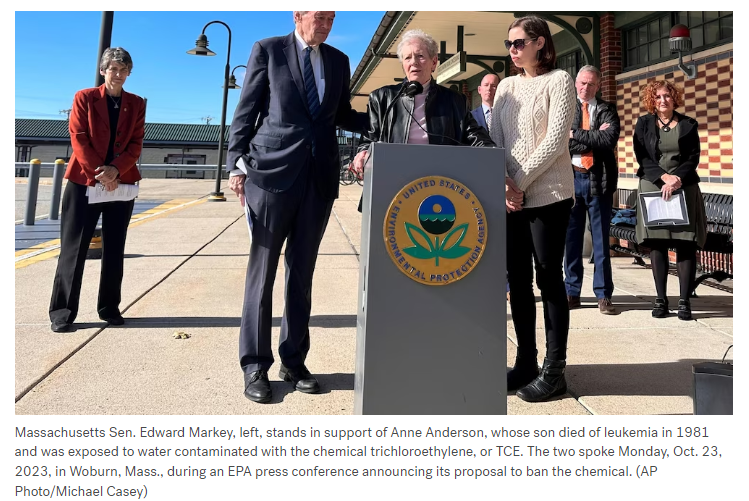 UNITED STATES
ENVIRONMENTAL PROTECTION AGENCY
Massachusetts Sen. Edward Markey, left, stands in support of Anne Anderson, whose son died of leukemia in 1981
and was exposed to water contaminated with the chemical trichloroethylene, or TCE. The two spoke Monday, Oct. 23,
2023, in Woburn, Mass., during an EPA press conference announcing its proposal to ban the chemical. (AP
Photo/Michael Casey)